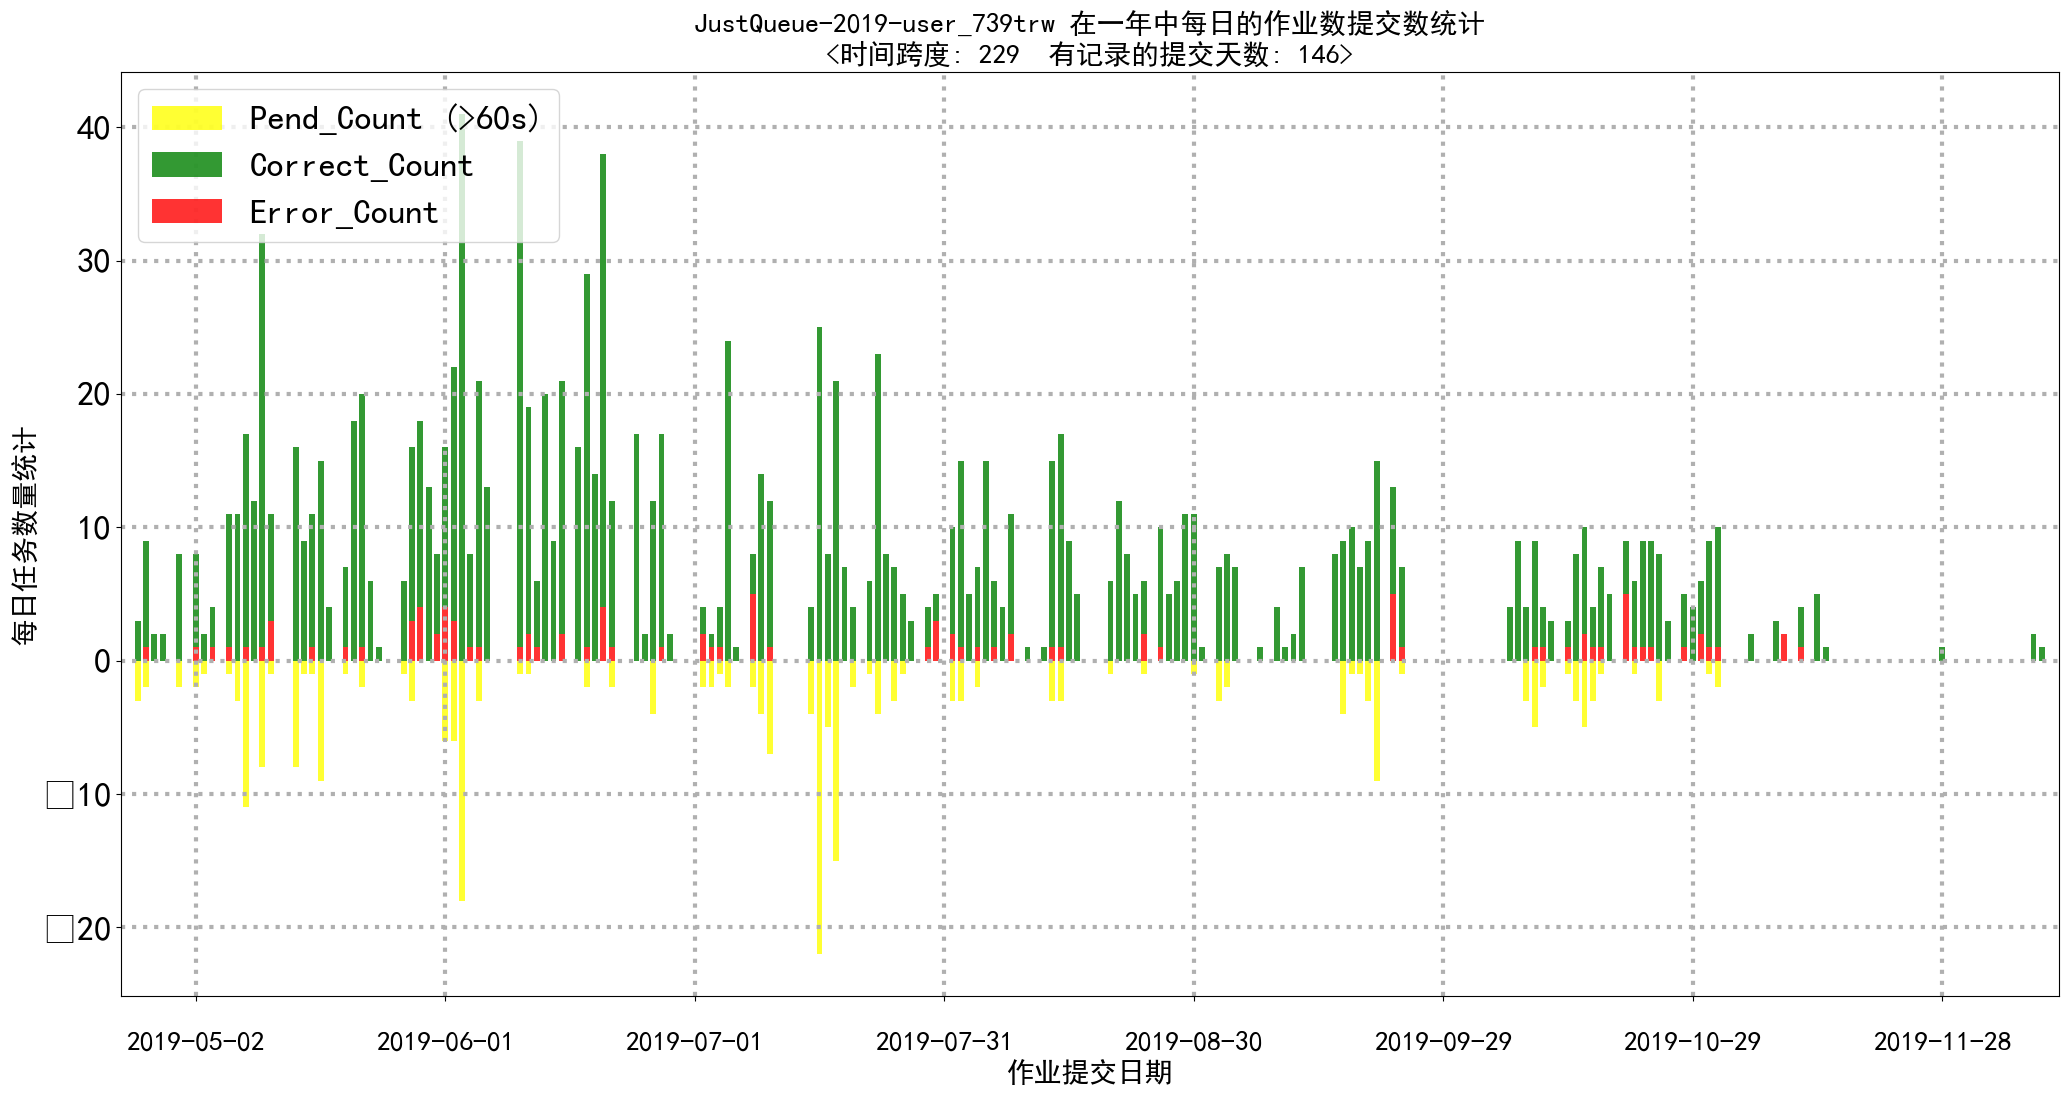 JustQueue-2019-user_739trw 在一年中每日的作业数提交数统计
<时间跨度: 229  有记录的提交天数: 146>
Pend_Count (>60s)
Correct_Count
Error_Count
每日任务数量统计
40
30
20
10
0
□10
□20
2019-05-02
2019-06-01
2019-07-01
2019-07-31
2019-08-30
2019-09-29
2019-10-29
2019-11-28
作业提交日期